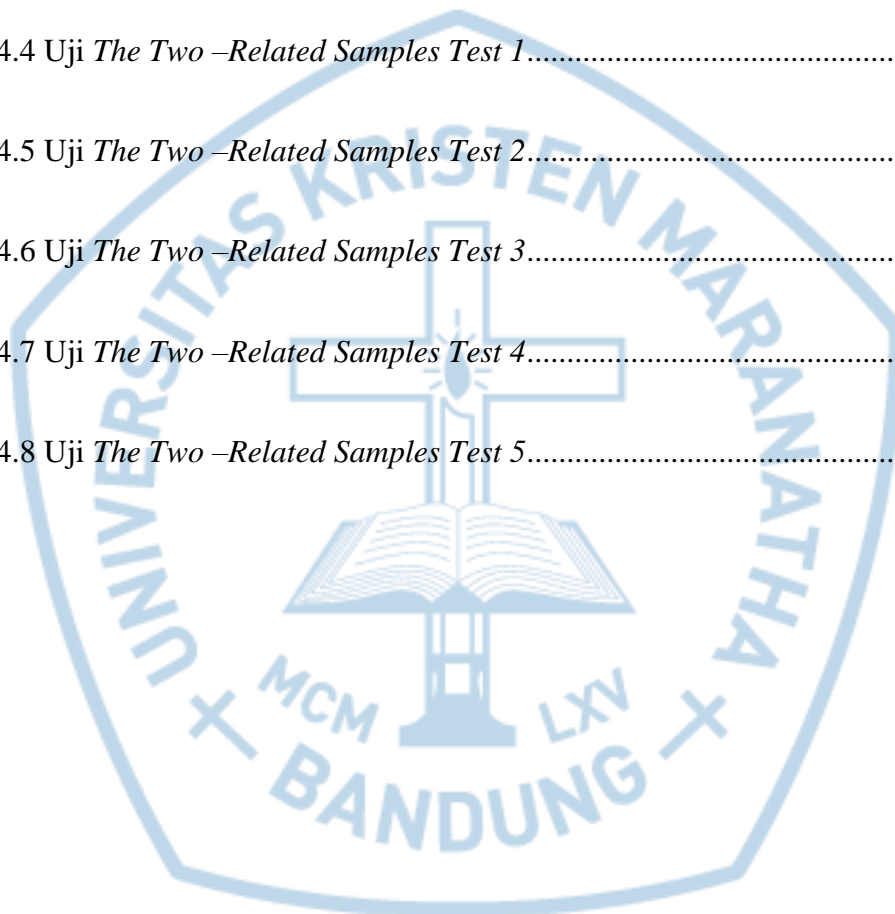 4.4 Uji The Two –Related Samples Test 1..................................................
4.5 Uji The Two –Related Samples Test 2..................................................
4.6 Uji The Two –Related Samples Test 3..................................................
4.7 Uji The Two –Related Samples Test 4..................................................
4.8 Uji The Two –Related Samples Test 5..................................................
UNIVERSITAS KRISTEN MARANATHA
MCM LXV
BANDUNG